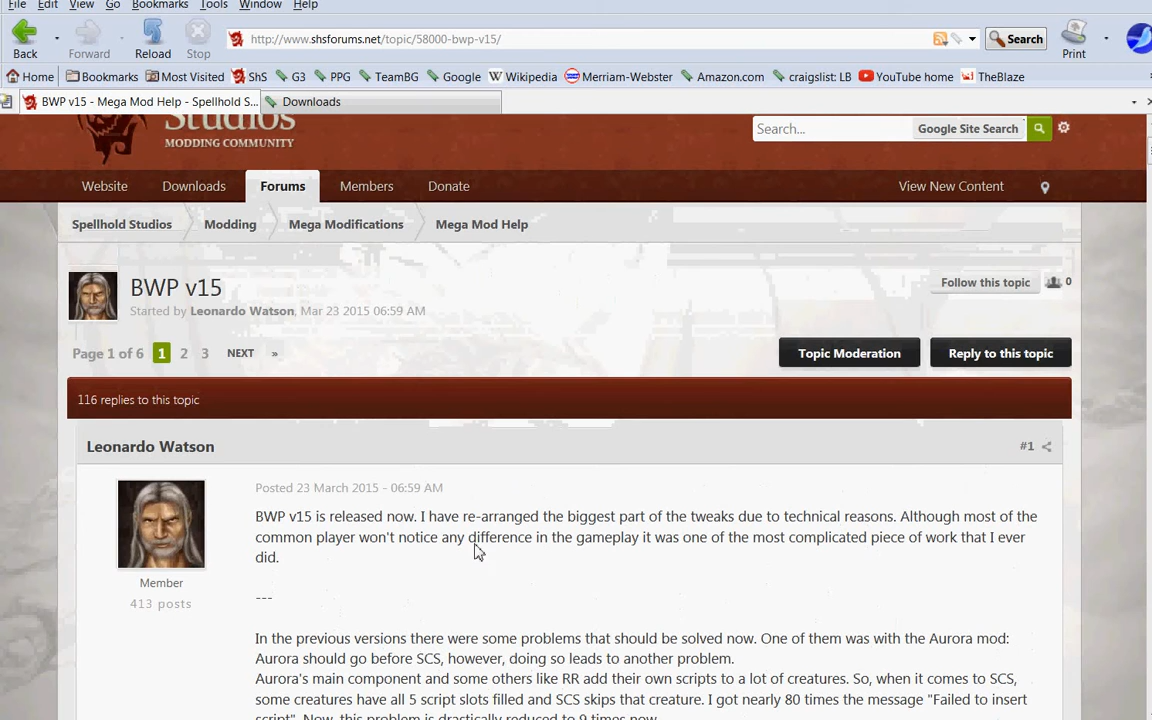 File Edit View Go Bookmarks Tools Window Help
http://www.shsforums.net/topic/58000-bwp-v15/ Search
Back Forward Reload Stop Print
Home Bookmarks Most Visited ShS G3 PPG TeamBG Google Wikipedia Merriam-Webster Amazon.com craigslist: LB YouTube home TheBlaze
BWP v15 - Mega Mod Help - Spellhold S... Downloads
Studios
MODDING COMMUNITY
Search... Google Site Search
Website Downloads Forums Members Donate View New Content
Spellhold Studios Modding Mega Modifications Mega Mod Help
BWP v15
Started by Leonardo Watson, Mar 23 2015 06:59 AM
Follow this topic 0
Page 1 of 6 1 2 3 NEXT »
Topic Moderation Reply to this topic
116 replies to this topic
Leonardo Watson #1
Posted 23 March 2015 - 06:59 AM
BWP v15 is released now. I have re-arranged the biggest part of the tweaks due to technical reasons. Although most of the
common player won't notice any difference in the gameplay it was one of the most complicated piece of work that I ever
did.
Member
413 posts
---
In the previous versions there were some problems that should be solved now. One of them was with the Aurora mod:
Aurora should go before SCS, however, doing so leads to another problem.
Aurora's main component and some others like RR add their own scripts to a lot of creatures. So, when it comes to SCS,
some creatures have all 5 script slots filled and SCS skips that creature. I got nearly 80 times the message "Failed to insert
script". Now, this problem is drastically reduced to 9 times now.